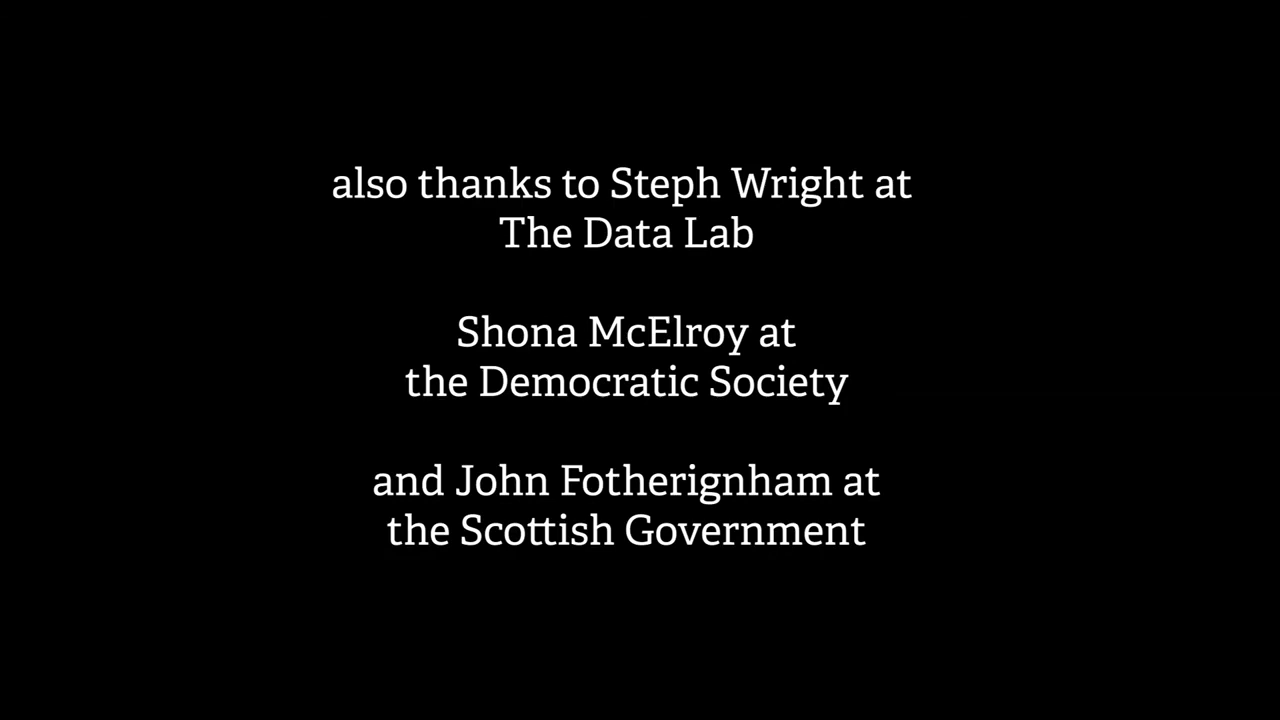 also thanks to Steph Wright at
The Data Lab
Shona McElroy at
the Democratic Society
and John Fotherignham at
the Scottish Government